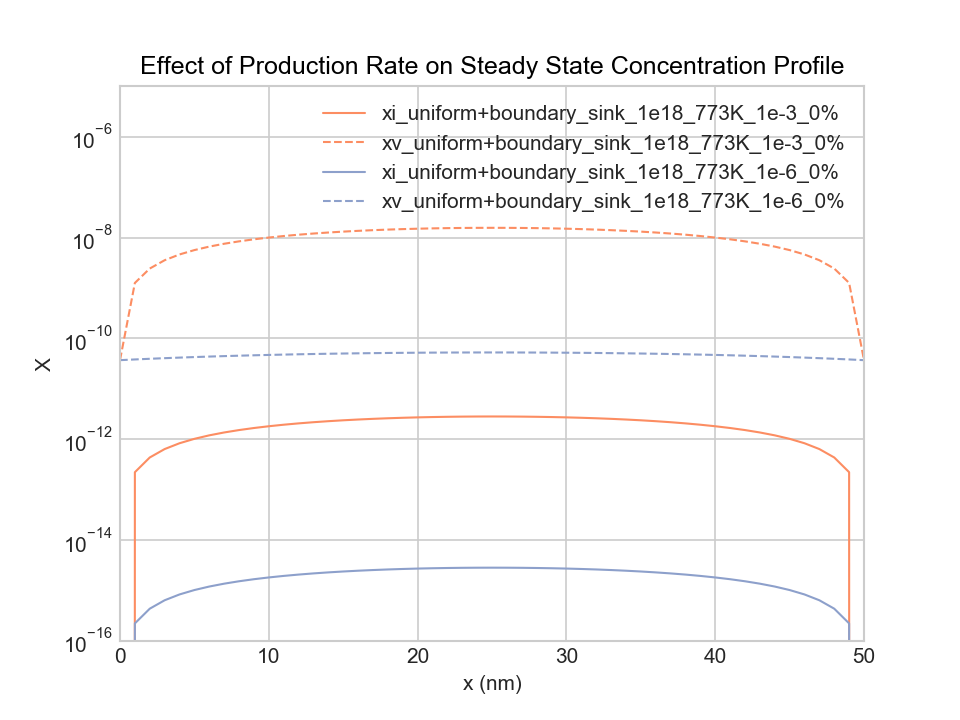 Effect of Production Rate on Steady State Concentration Profile
xi_uniform+boundary_sink_1e18_773K_1e-3_0%
xv_uniform+boundary_sink_1e18_773K_1e-3_0%
xi_uniform+boundary_sink_1e18_773K_1e-6_0%
xv_uniform+boundary_sink_1e18_773K_1e-6_0%
10⁻⁶
10⁻⁸
10⁻¹⁰
10⁻¹²
10⁻¹⁴
10⁻¹⁶
X
0 10 20 30 40 50
x (nm)